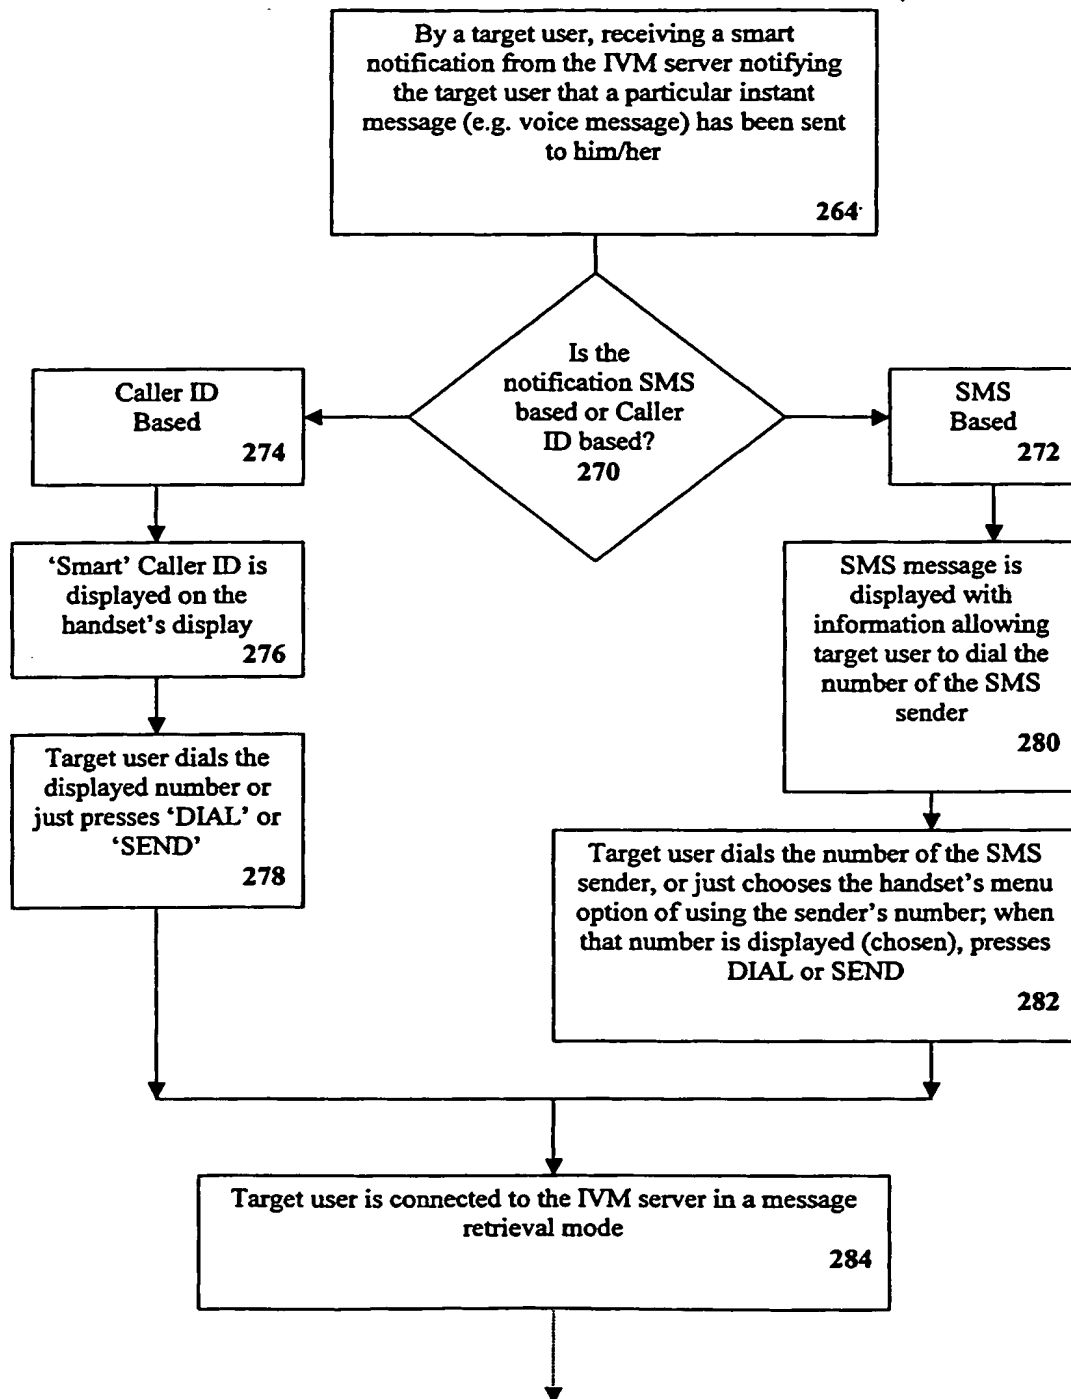 By a target user, receiving a smart
notification from the IVM server notifying
the target user that a particular instant
message (e.g. voice message) has been sent
to him/her
264
Is the
notification SMS
based or Caller
ID based?
270
Caller ID
Based
274
SMS
Based
272
‘Smart’ Caller ID is
displayed on the
handset's display
276
SMS message is
displayed with
information allowing
target user to dial the
number of the SMS
sender
280
Target user dials the
displayed number or
just presses ‘DIAL’ or
‘SEND’
278
Target user dials the number of the SMS
sender, or just chooses the handset's menu
option of using the sender's number; when
that number is displayed (chosen), presses
DIAL or SEND
282
Target user is connected to the IVM server in a message
retrieval mode
284